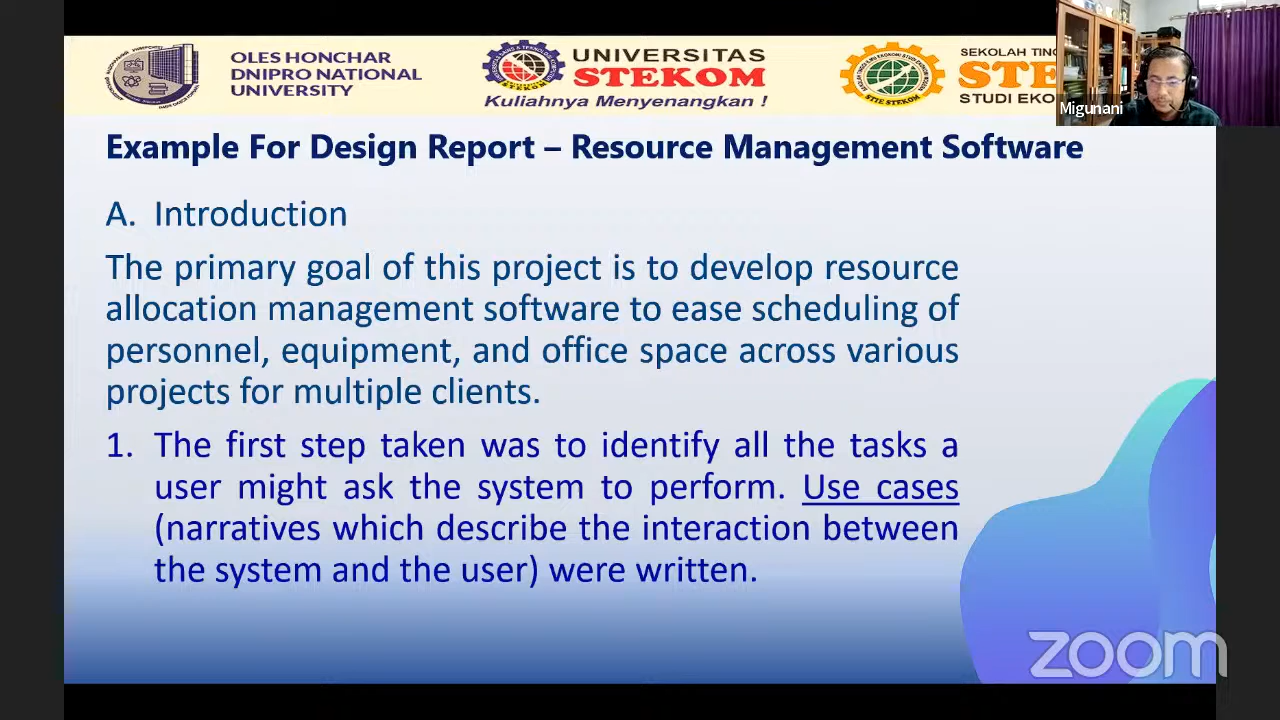 OLES HONCHAR
DNIPRO NATIONAL
UNIVERSITY
UNIVERSITAS
STEKOM
Kuliahnya Menyenangkan !
SEKOLAH TING
STE
STUDI EKO
Migunani
Example For Design Report – Resource Management Software
A. Introduction
The primary goal of this project is to develop resource
allocation management software to ease scheduling of
personnel, equipment, and office space across various
projects for multiple clients.
1. The first step taken was to identify all the tasks a
user might ask the system to perform. Use cases
(narratives which describe the interaction between
the system and the user) were written.
zoom